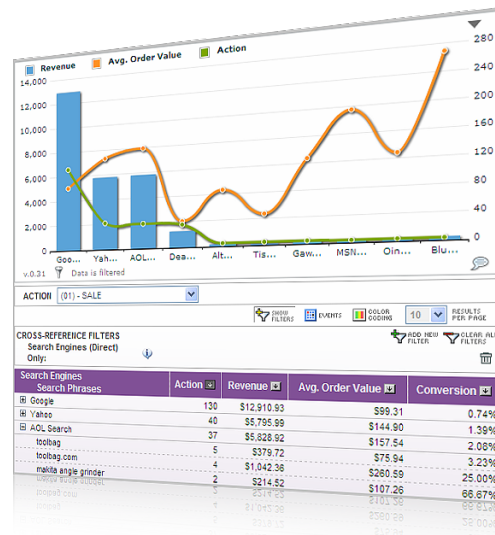 Revenue Avg. Order Value Action
280
240
200
160
120
80
40
0
14,000
12,000
10,000
8,000
6,000
4,000
2,000
0
Goo... Yah... AOL... Dea... Alt... Tis... Gaw... MSN... Oin... Blu...
v.0.31 Data is filtered
ACTION (01) - SALE
SHOW FILTERS EVENTS COLOR CODING 10 RESULTS PER PAGE
CROSS-REFERENCE FILTERS ADD NEW FILTER CLEAR ALL FILTERS
Search Engines (Direct)
Only:
Search Engines
Search Phrases Action Revenue Avg. Order Value Conversion
Google 130 $12,910.93 $99.31 0.74%
Yahoo 40 $5,795.99 $144.90 1.39%
AOL Search 37 $5,828.92 $157.54 2.08%
toolbag 5 $379.72 $75.94 3.23%
toolbag.com 4 $1,042.36 $260.59 25.00%
makita angle grinder 2 $214.52 $107.26 66.67%